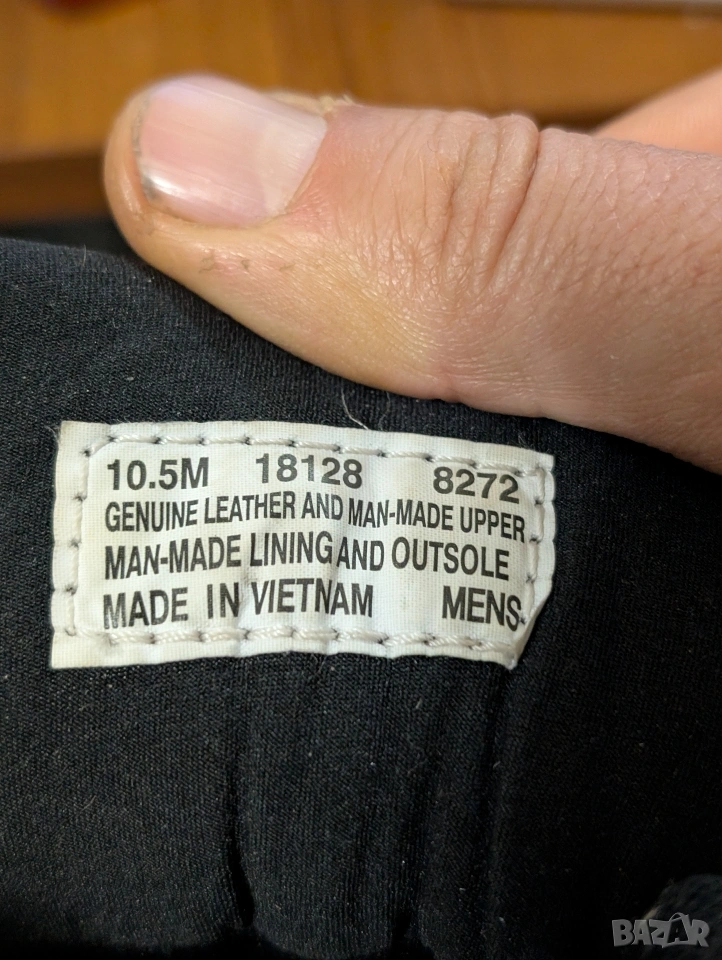 10.5M 18128 8272
GENUINE LEATHER AND MAN-MADE UPPER
MAN-MADE LINING AND OUTSOLE
MADE IN VIETNAM MENS
BAZAR